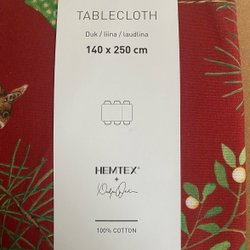 TABLECLOTH
Duk / liina / laudlina
140 x 250 cm
HEMTEX®
+
100% COTTON